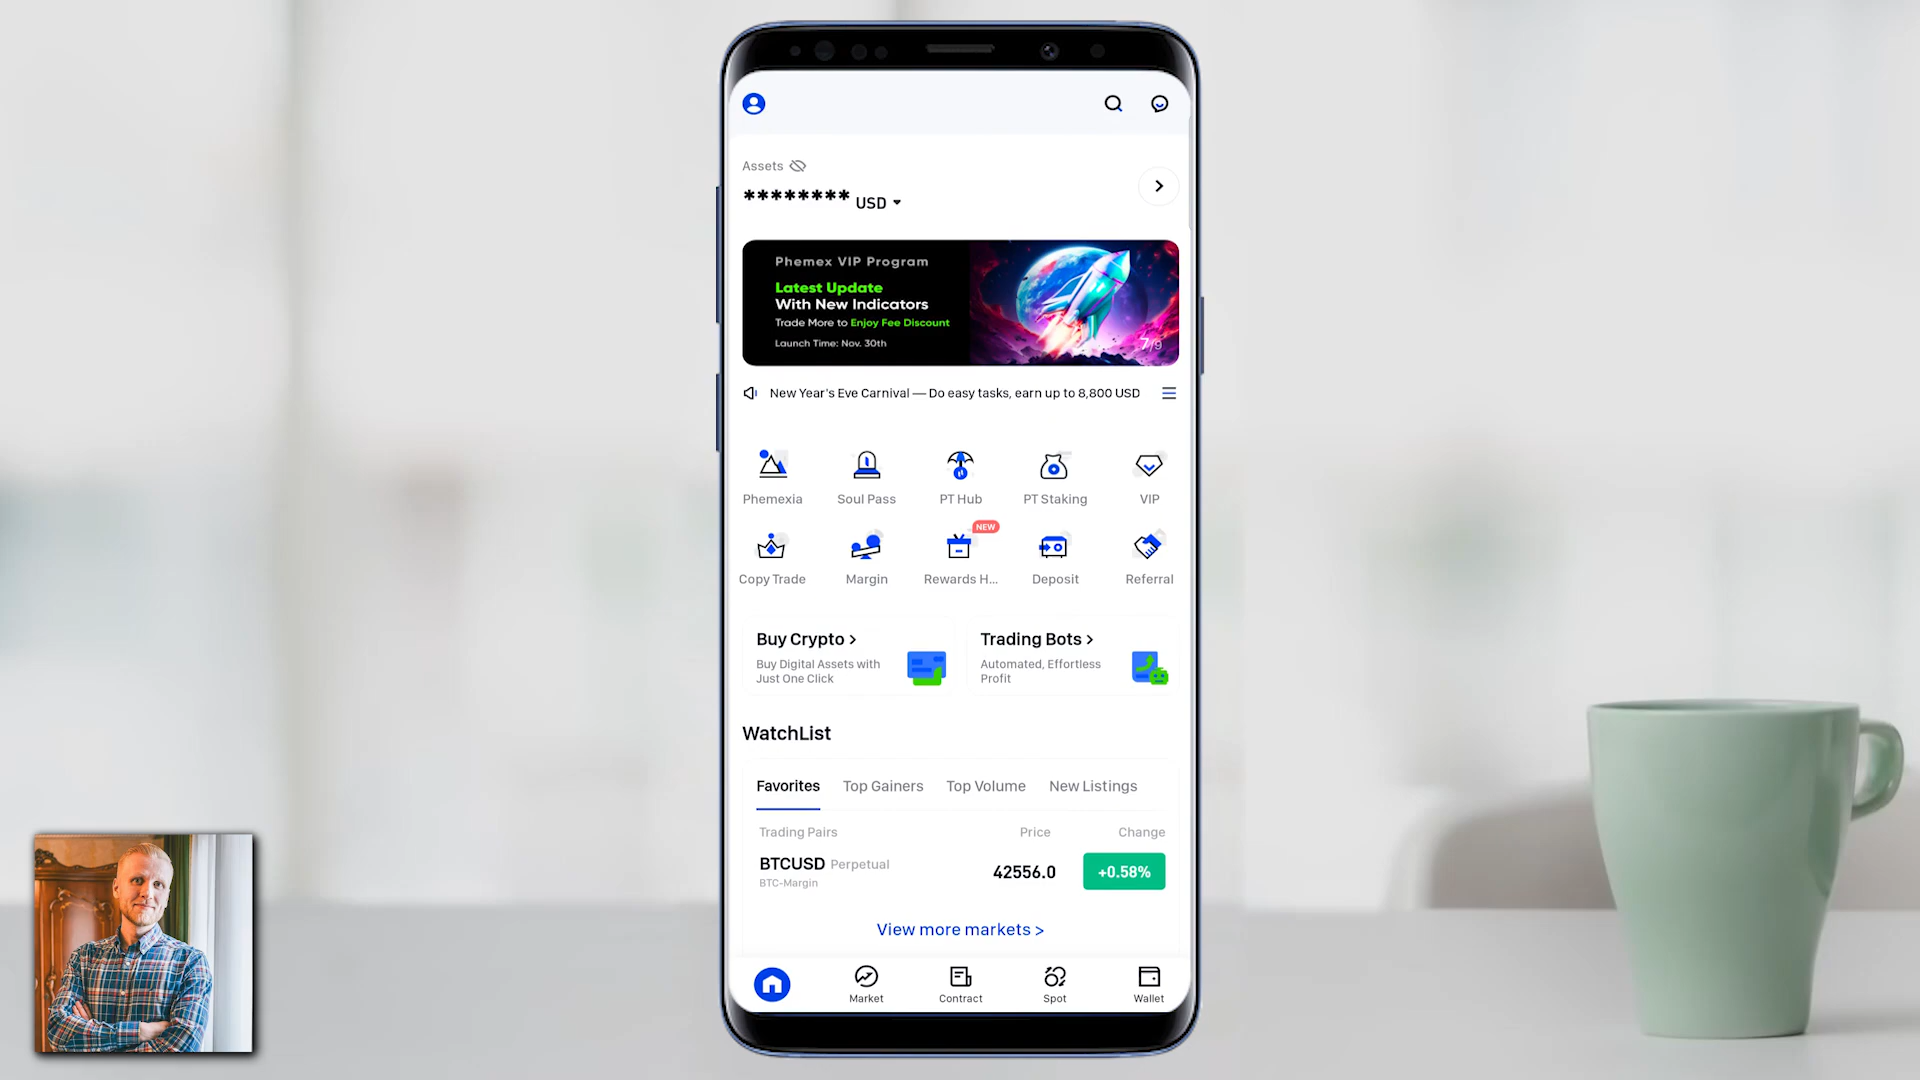 Assets
******** USD
Phemex VIP Program
Latest Update
With New Indicators
Trade More to Enjoy Fee Discount
Launch Time: Nov. 30th
7/9
New Year's Eve Carnival — Do easy tasks, earn up to 8,800 USD
Phemexia Soul Pass PT Hub PT Staking VIP
NEW
Copy Trade Margin Rewards H... Deposit Referral
Buy Crypto > Trading Bots >
Buy Digital Assets with
Just One Click
Automated, Effortless
Profit
WatchList
Favorites Top Gainers Top Volume New Listings
Trading Pairs Price Change
BTCUSD Perpetual 42556.0 +0.58%
BTC-Margin
View more markets >
Market Contract Spot Wallet